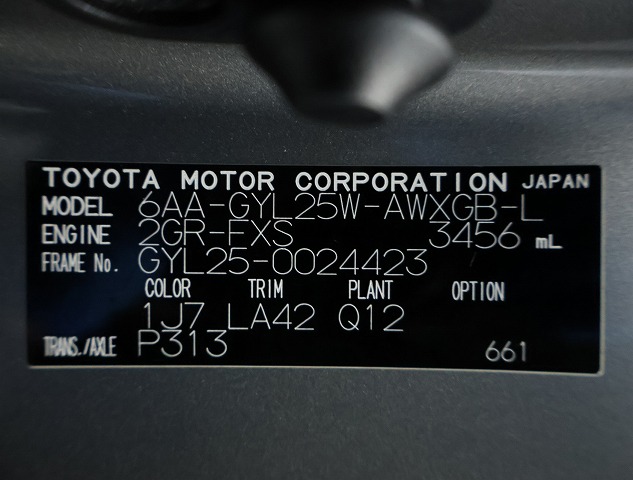 TOYOTA MOTOR CORPORATION JAPAN
MODEL 6AA-GYL25W-AWXGB-L
ENGINE 2GR-FXS 3456 mL
FRAME No. GYL25-0024423
COLOR TRIM PLANT OPTION
1J7 LA42 Q12
TRANS./AXLE P313 661